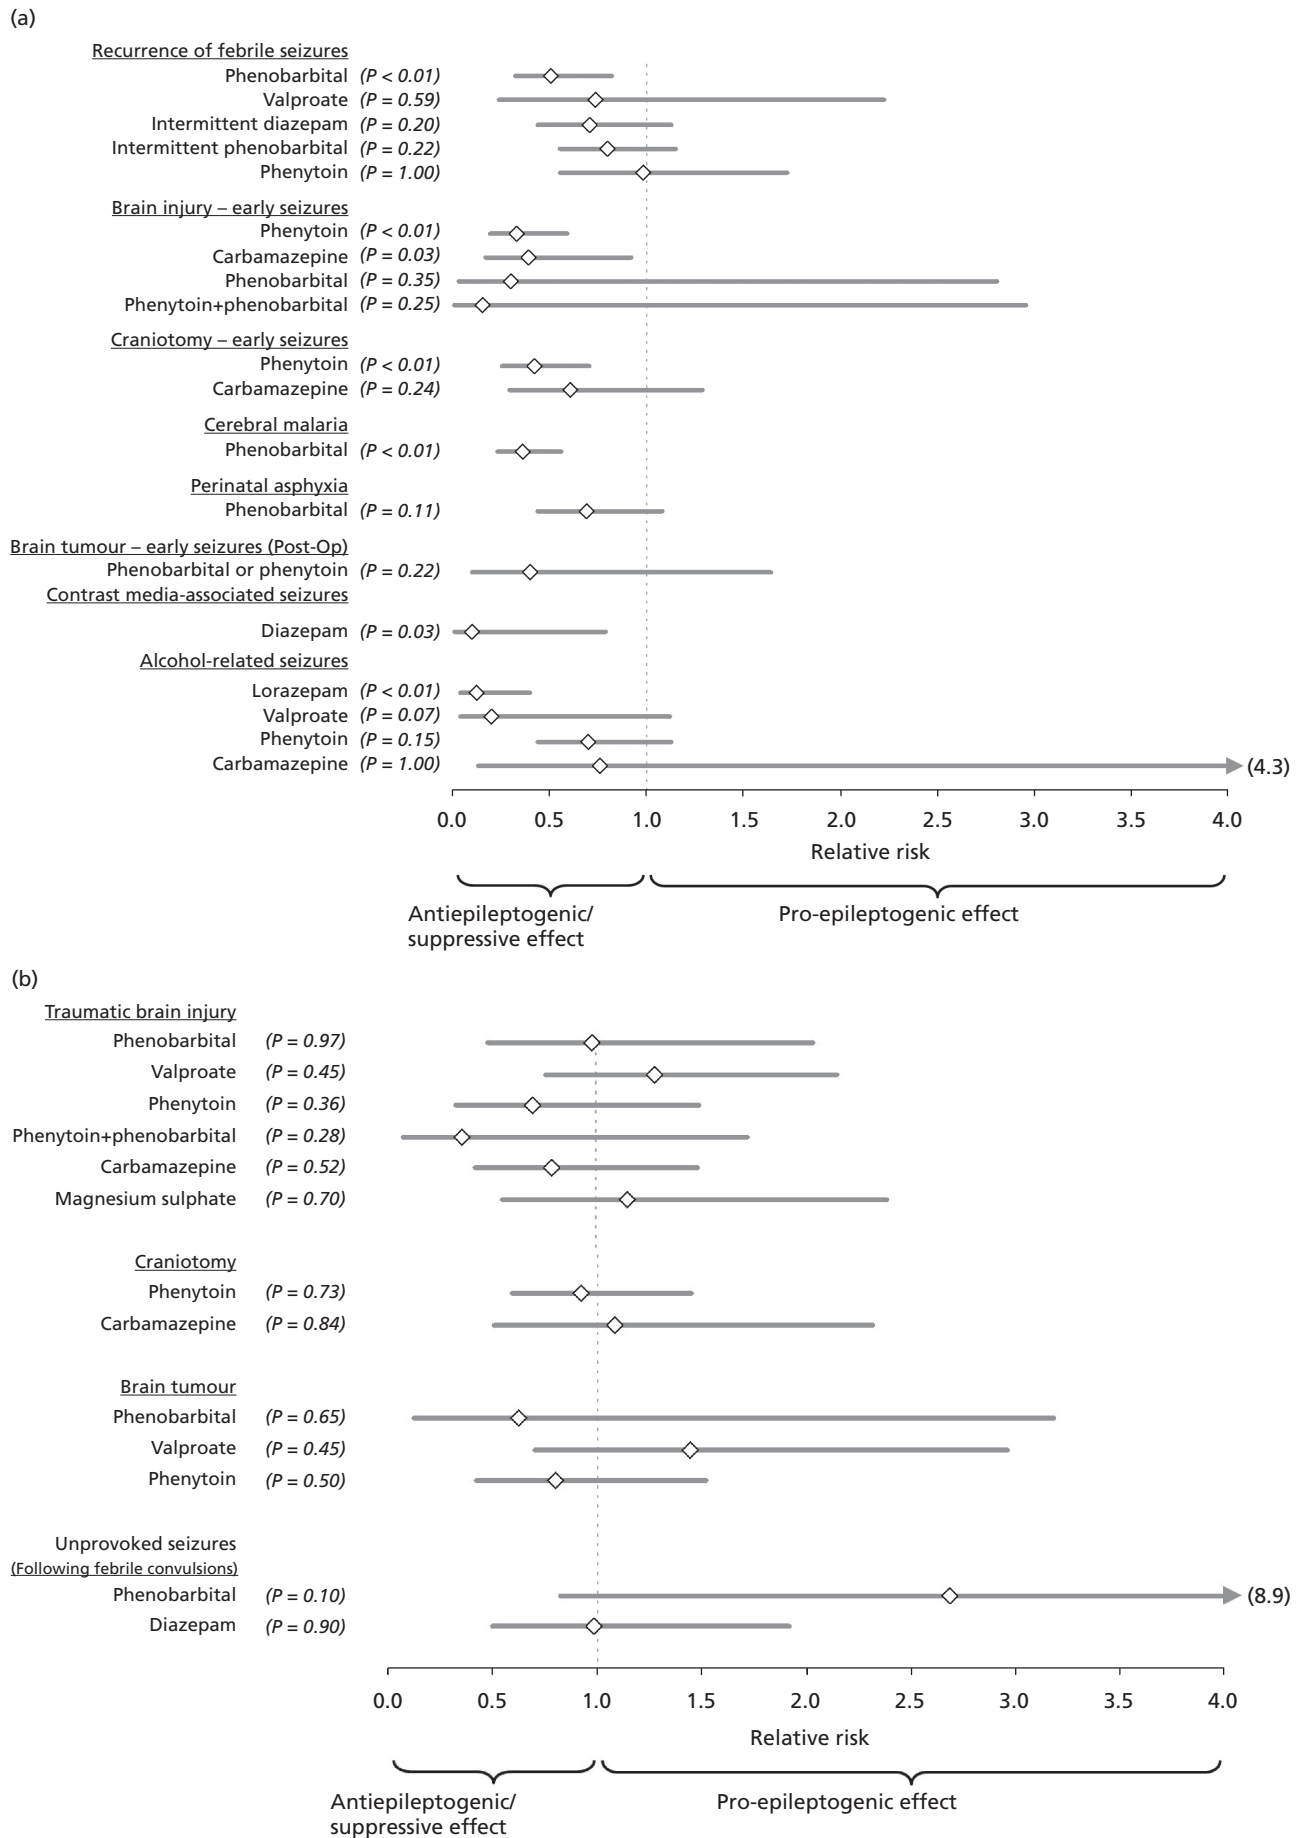 (a)
Recurrence of febrile seizures
Phenobarbital (P < 0.01)
Valproate (P = 0.59)
Intermittent diazepam (P = 0.20)
Intermittent phenobarbital (P = 0.22)
Phenytoin (P = 1.00)
Brain injury – early seizures
Phenytoin (P < 0.01)
Carbamazepine (P = 0.03)
Phenobarbital (P = 0.35)
Phenytoin+phenobarbital (P = 0.25)
Craniotomy – early seizures
Phenytoin (P < 0.01)
Carbamazepine (P = 0.24)
Cerebral malaria
Phenobarbital (P < 0.01)
Perinatal asphyxia
Phenobarbital (P = 0.11)
Brain tumour – early seizures (Post-Op)
Phenobarbital or phenytoin (P = 0.22)
Contrast media-associated seizures
Diazepam (P = 0.03)
Alcohol-related seizures
Lorazepam (P < 0.01)
Valproate (P = 0.07)
Phenytoin (P = 0.15)
Carbamazepine (P = 1.00) (4.3)
0.0 0.5 1.0 1.5 2.0 2.5 3.0 3.5 4.0
Relative risk
Antiepileptogenic/ Pro-epileptogenic effect
suppressive effect
(b)
Traumatic brain injury
Phenobarbital (P = 0.97)
Valproate (P = 0.45)
Phenytoin (P = 0.36)
Phenytoin+phenobarbital (P = 0.28)
Carbamazepine (P = 0.52)
Magnesium sulphate (P = 0.70)
Craniotomy
Phenytoin (P = 0.73)
Carbamazepine (P = 0.84)
Brain tumour
Phenobarbital (P = 0.65)
Valproate (P = 0.45)
Phenytoin (P = 0.50)
Unprovoked seizures
(Following febrile convulsions)
Phenobarbital (P = 0.10) (8.9)
Diazepam (P = 0.90)
0.0 0.5 1.0 1.5 2.0 2.5 3.0 3.5 4.0
Relative risk
Antiepileptogenic/ Pro-epileptogenic effect
suppressive effect